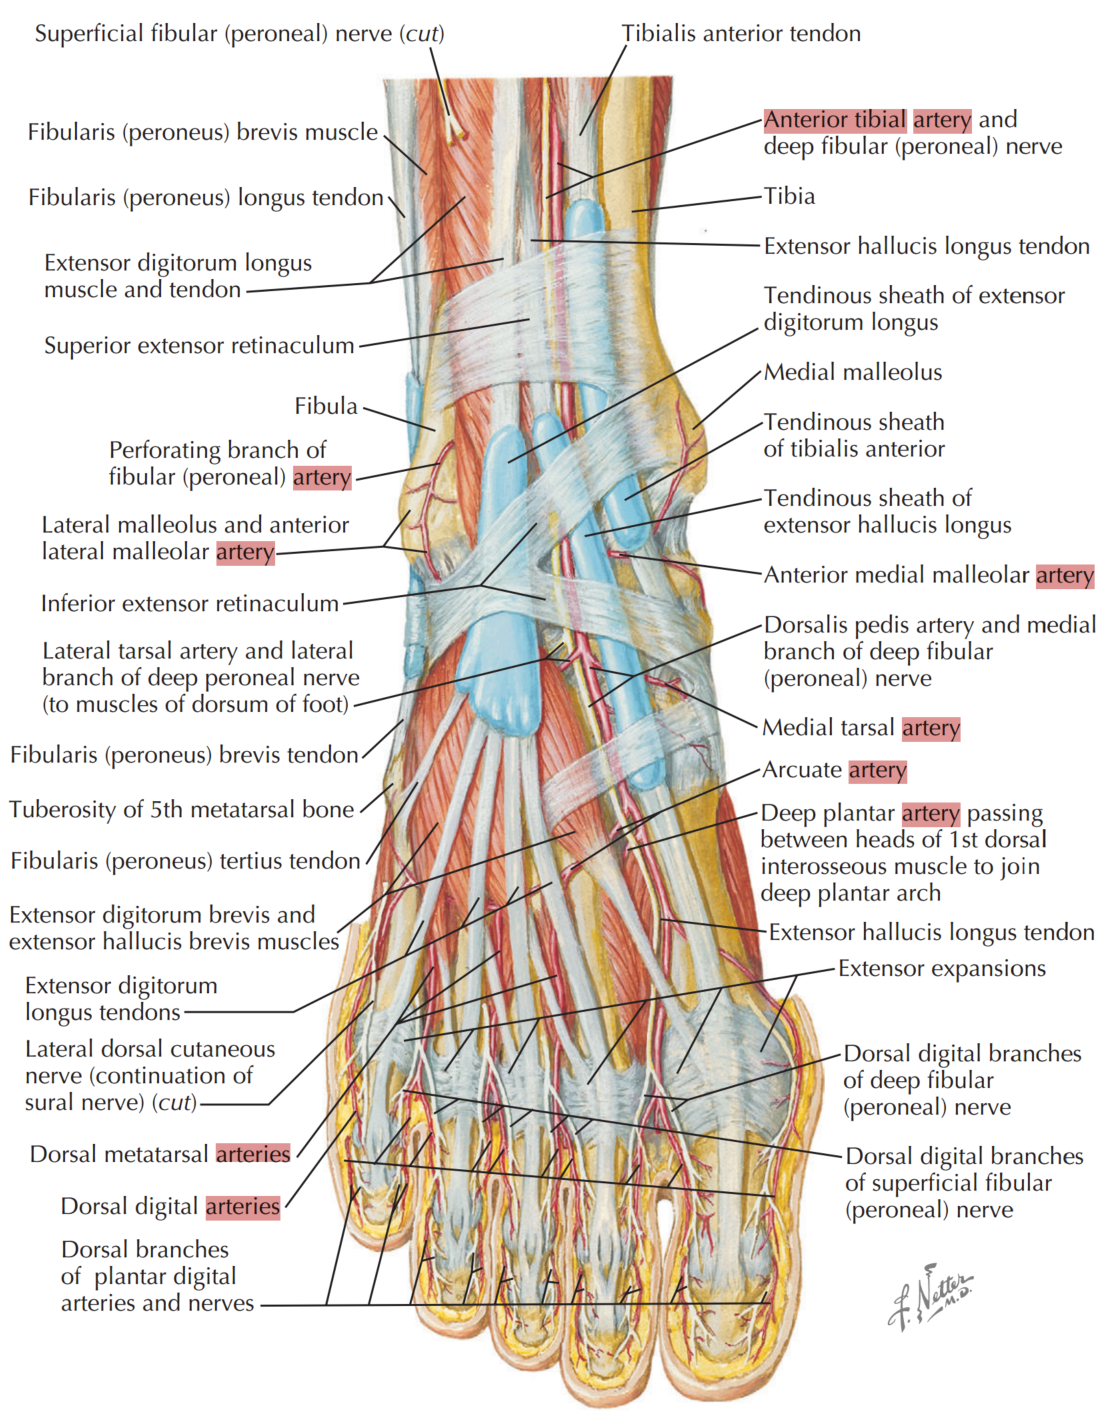 Superficial fibular (peroneal) nerve (cut)
Fibularis (peroneus) brevis muscle
Fibularis (peroneus) longus tendon
Extensor digitorum longus
muscle and tendon
Superior extensor retinaculum
Fibula
Perforating branch of
fibular (peroneal) artery
Lateral malleolus and anterior
lateral malleolar artery
Inferior extensor retinaculum
Lateral tarsal artery and lateral
branch of deep peroneal nerve
(to muscles of dorsum of foot)
Fibularis (peroneus) brevis tendon
Tuberosity of 5th metatarsal bone
Fibularis (peroneus) tertius tendon
Extensor digitorum brevis and
extensor hallucis brevis muscles
Extensor digitorum
longus tendons
Lateral dorsal cutaneous
nerve (continuation of
sural nerve) (cut)
Dorsal metatarsal arteries
Dorsal digital arteries
Dorsal branches
of plantar digital
arteries and nerves
Tibialis anterior tendon
Anterior tibial artery and
deep fibular (peroneal) nerve
Tibia
Extensor hallucis longus tendon
Tendinous sheath of extensor
digitorum longus
Medial malleolus
Tendinous sheath
of tibialis anterior
Tendinous sheath of
extensor hallucis longus
Anterior medial malleolar artery
Dorsalis pedis artery and medial
branch of deep fibular
(peroneal) nerve
Medial tarsal artery
Arcuate artery
Deep plantar artery passing
between heads of 1st dorsal
interosseous muscle to join
deep plantar arch
Extensor hallucis longus tendon
Extensor expansions
Dorsal digital branches
of deep fibular
(peroneal) nerve
Dorsal digital branches
of superficial fibular
(peroneal) nerve
F. Netter
M.D.